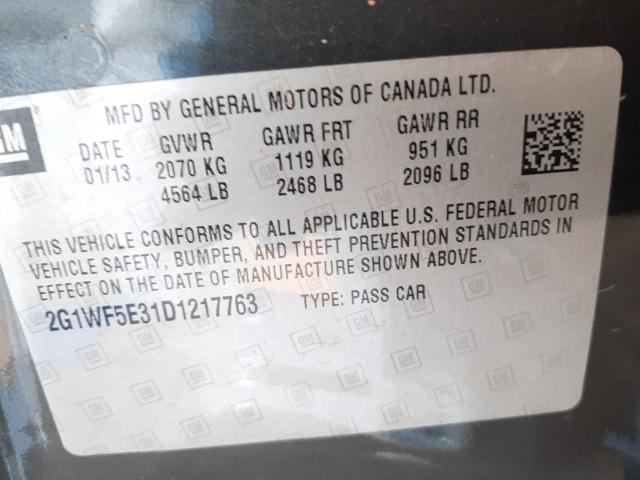 GM
MFD BY GENERAL MOTORS OF CANADA LTD.
DATE GVWR GAWR FRT GAWR RR
01/13 2070 KG 1119 KG 951 KG
4564 LB 2468 LB 2096 LB
THIS VEHICLE CONFORMS TO ALL APPLICABLE U.S. FEDERAL MOTOR
VEHICLE SAFETY, BUMPER, AND THEFT PREVENTION STANDARDS IN
EFFECT ON THE DATE OF MANUFACTURE SHOWN ABOVE.
2G1WF5E31D1217763 TYPE: PASS CAR